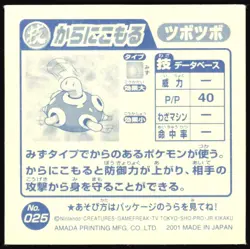 技 からにこもる ツボツボ
タイプ
みず
技データベース
威力 ―
P/P 40
わざマシン ―
命中率 ―
みずタイプでからのあるポケモンが使う。
からにこもると防御力が上がり、相手の
攻撃から身を守ることができる。
No. 025
★あそび方はパッケージのうらを見てね!
©Nintendo・CREATURES・GAMEFREAK・TV TOKYO・SHO-PRO・JR KIKAKU
AMADA PRINTING MFG. CO., LTD. 2001 MADE IN JAPAN